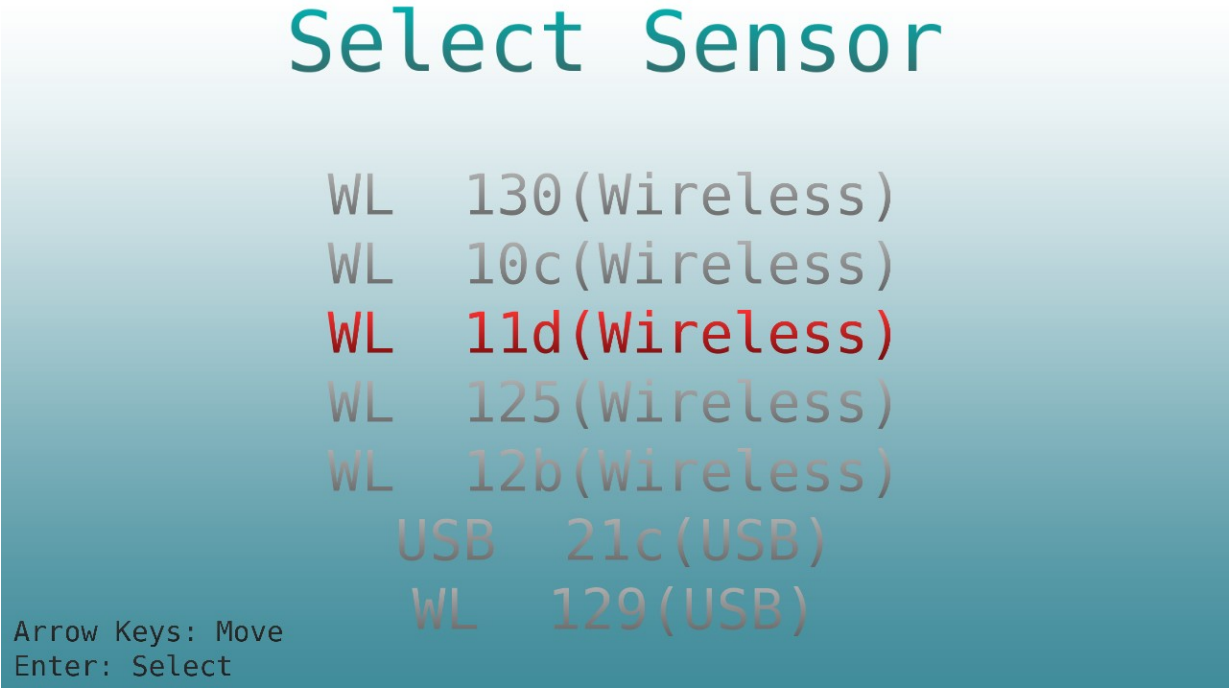 Select Sensor
WL  130(Wireless)
WL  10c(Wireless)
WL  11d(Wireless)
WL  125(Wireless)
WL  12b(Wireless)
USB  21c(USB)
WL  129(USB)
Arrow Keys: Move
Enter: Select